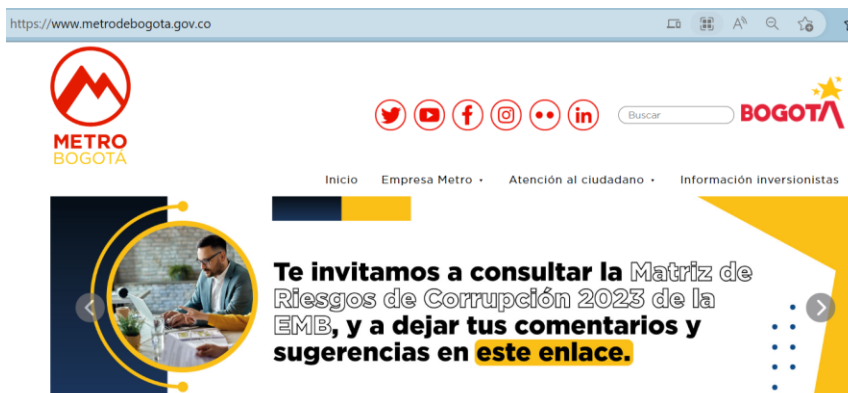 https://www.metrodebogota.gov.co
METRO
BOGOTÁ
Buscar
BOGOTÁ
Inicio Empresa Metro Atención al ciudadano Información inversionistas
Te invitamos a consultar la Matriz de
Riesgos de Corrupción 2023 de la
EMB, y a dejar tus comentarios y
sugerencias en este enlace.